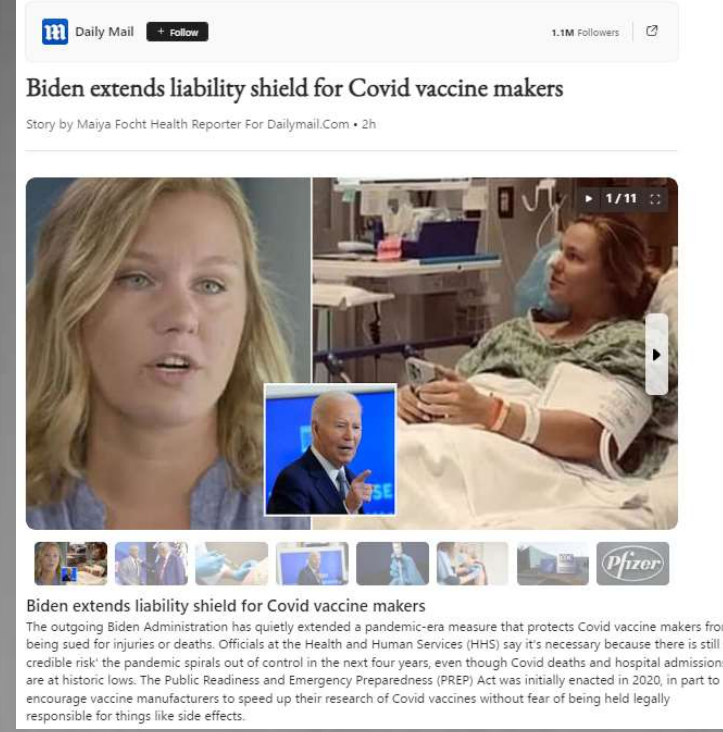 Daily Mail
+ Follow
1.1M Followers
Biden extends liability shield for Covid vaccine makers
Story by Maiya Focht Health Reporter For Dailymail.Com • 2h
1 / 11
SE
Pfizer
Biden extends liability shield for Covid vaccine makers
The outgoing Biden Administration has quietly extended a pandemic-era measure that protects Covid vaccine makers fro
being sued for injuries or deaths. Officials at the Health and Human Services (HHS) say it's necessary because there is still
credible risk' the pandemic spirals out of control in the next four years, even though Covid deaths and hospital admission
are at historic lows. The Public Readiness and Emergency Preparedness (PREP) Act was initially enacted in 2020, in part to
encourage vaccine manufacturers to speed up their research of Covid vaccines without fear of being held legally
responsible for things like side effects.